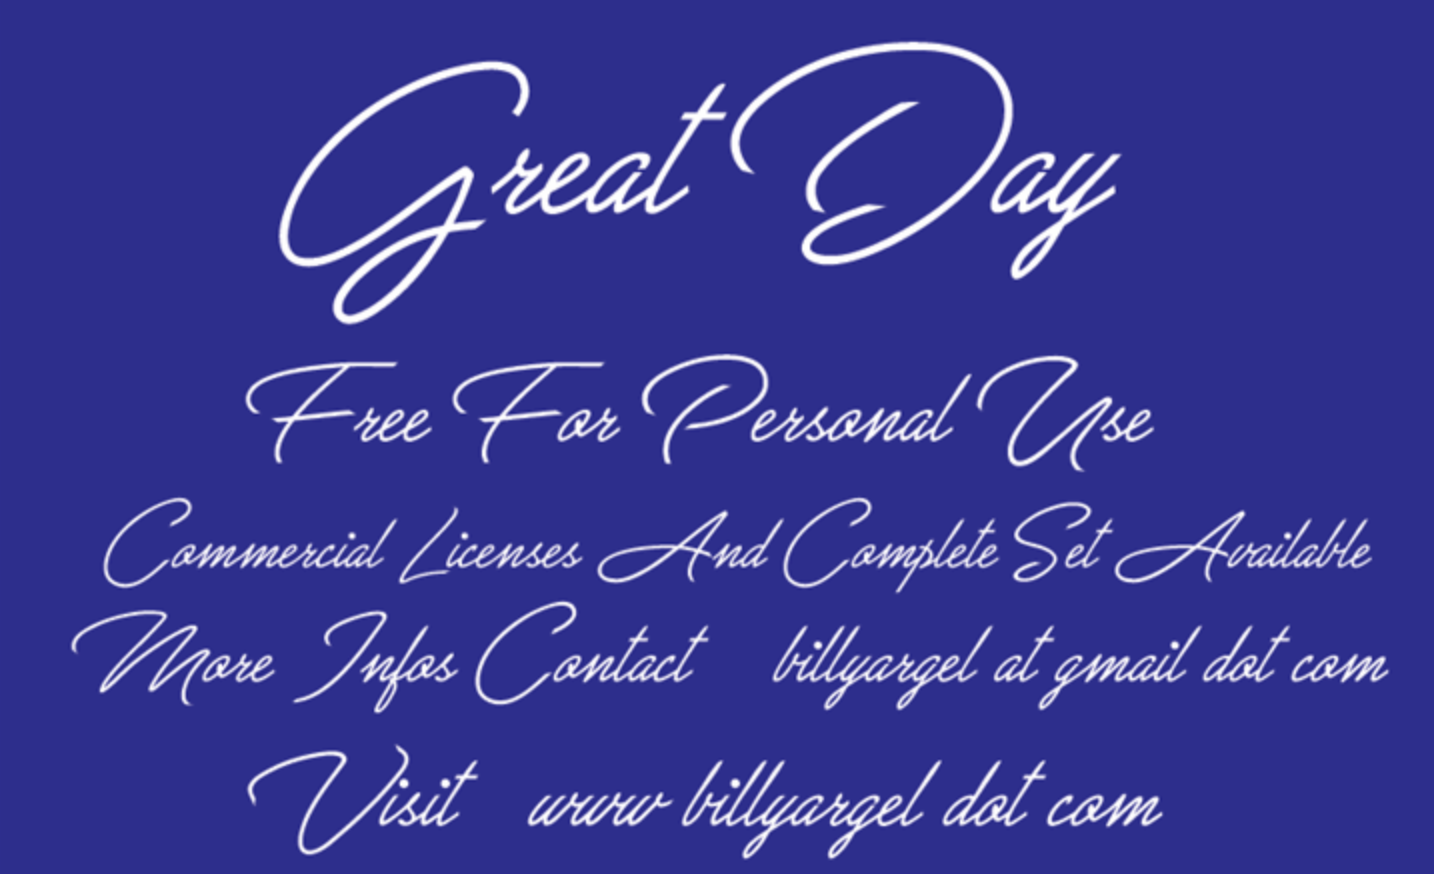 Great Day
Free For Personal Use
Commercial Licenses And Complete Set Available
More Infos Contact billyargel at gmail dot com
Visit www billyargel dot com